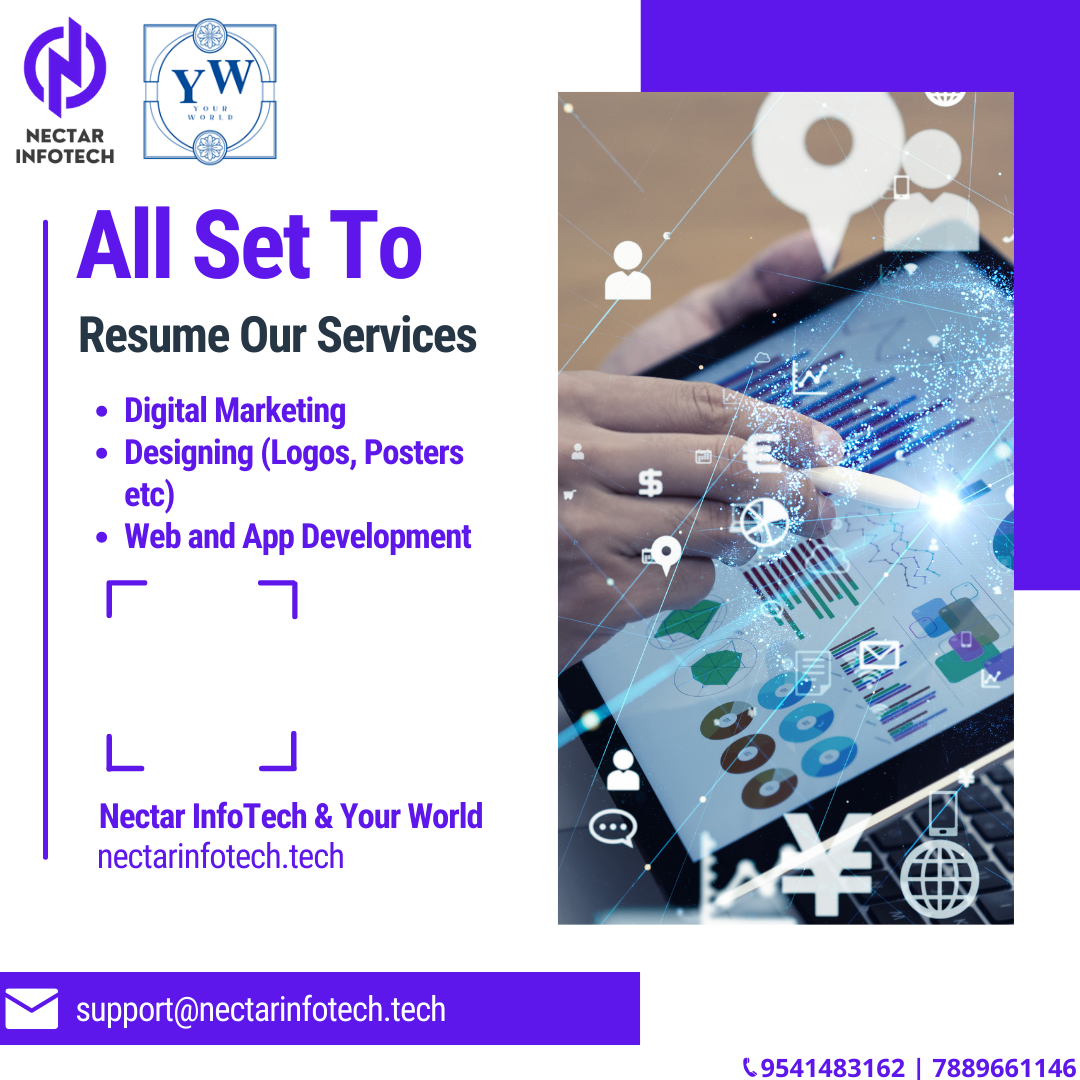 NECTAR
INFOTECH
YW
YOUR
WORLD
All Set To
Resume Our Services
• Digital Marketing
• Designing (Logos, Posters
etc)
• Web and App Development
Nectar InfoTech & Your World
nectarinfotech.tech
support@nectarinfotech.tech
9541483162 | 7889661146